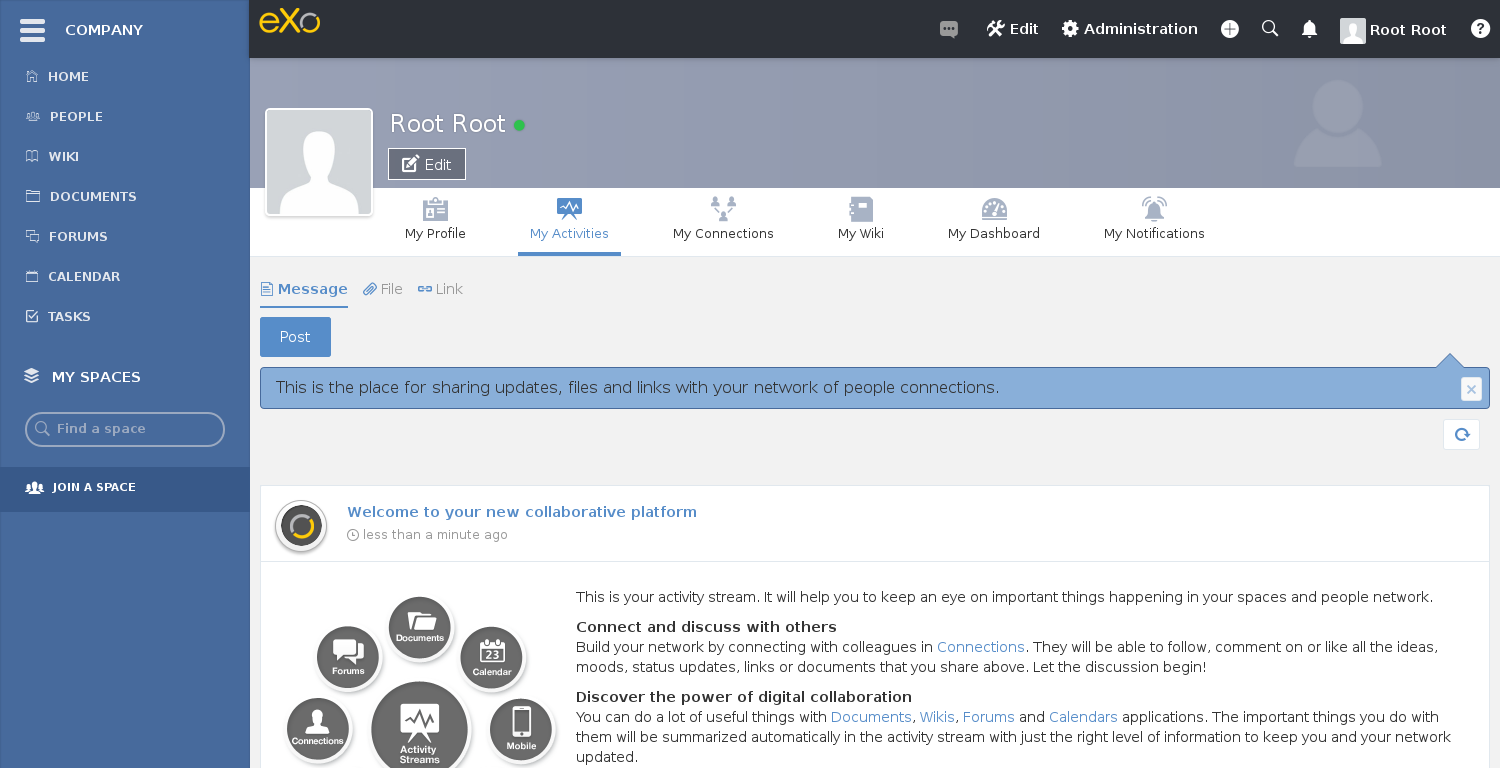 COMPANY
eXo
Edit
Administration
Root Root
HOME
PEOPLE
WIKI
DOCUMENTS
FORUMS
CALENDAR
TASKS
MY SPACES
Find a space
JOIN A SPACE
Root Root
Edit
My Profile
My Activities
My Connections
My Wiki
My Dashboard
My Notifications
Message
File
Link
Post
This is the place for sharing updates, files and links with your network of people connections.
Welcome to your new collaborative platform
less than a minute ago
Documents
Forums
23
Calendar
Connections
Activity
Streams
Mobile
This is your activity stream. It will help you to keep an eye on important things happening in your spaces and people network.
Connect and discuss with others
Build your network by connecting with colleagues in Connections. They will be able to follow, comment on or like all the ideas,
moods, status updates, links or documents that you share above. Let the discussion begin!
Discover the power of digital collaboration
You can do a lot of useful things with Documents, Wikis, Forums and Calendars applications. The important things you do with
them will be summarized automatically in the activity stream with just the right level of information to keep you and your network
updated.